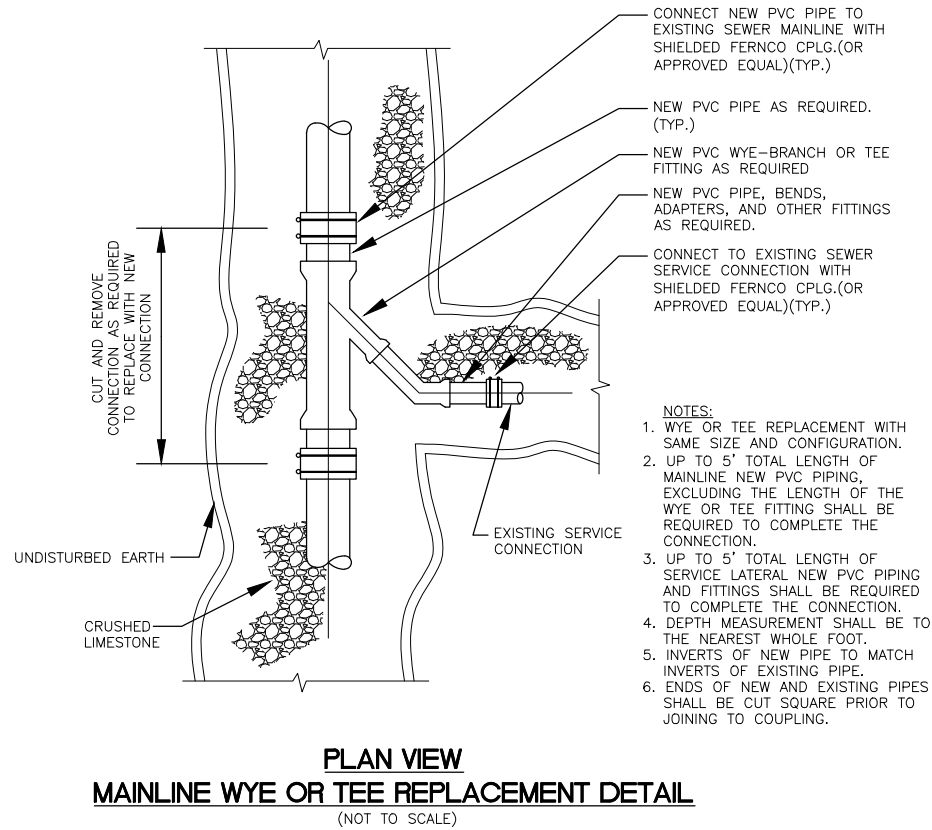 CONNECT NEW PVC PIPE TO
EXISTING SEWER MAINLINE WITH
SHIELDED FERNCO CPLG.(OR
APPROVED EQUAL)(TYP.)
NEW PVC PIPE AS REQUIRED.
(TYP.)
NEW PVC WYE-BRANCH OR TEE
FITTING AS REQUIRED
NEW PVC PIPE, BENDS,
ADAPTERS, AND OTHER FITTINGS
AS REQUIRED.
CONNECT TO EXISTING SEWER
SERVICE CONNECTION WITH
SHIELDED FERNCO CPLG.(OR
APPROVED EQUAL)(TYP.)
CUT AND REMOVE
CONNECTION AS REQUIRED
TO REPLACE WITH NEW
CONNECTION
UNDISTURBED EARTH
CRUSHED
LIMESTONE
EXISTING SERVICE
CONNECTION
NOTES:
1. WYE OR TEE REPLACEMENT WITH
SAME SIZE AND CONFIGURATION.
2. UP TO 5' TOTAL LENGTH OF
MAINLINE NEW PVC PIPING,
EXCLUDING THE LENGTH OF THE
WYE OR TEE FITTING SHALL BE
REQUIRED TO COMPLETE THE
CONNECTION.
3. UP TO 5' TOTAL LENGTH OF
SERVICE LATERAL NEW PVC PIPING
AND FITTINGS SHALL BE REQUIRED
TO COMPLETE THE CONNECTION.
4. DEPTH MEASUREMENT SHALL BE TO
THE NEAREST WHOLE FOOT.
5. INVERTS OF NEW PIPE TO MATCH
INVERTS OF EXISTING PIPE.
6. ENDS OF NEW AND EXISTING PIPES
SHALL BE CUT SQUARE PRIOR TO
JOINING TO COUPLING.
PLAN VIEW
MAINLINE WYE OR TEE REPLACEMENT DETAIL
(NOT TO SCALE)